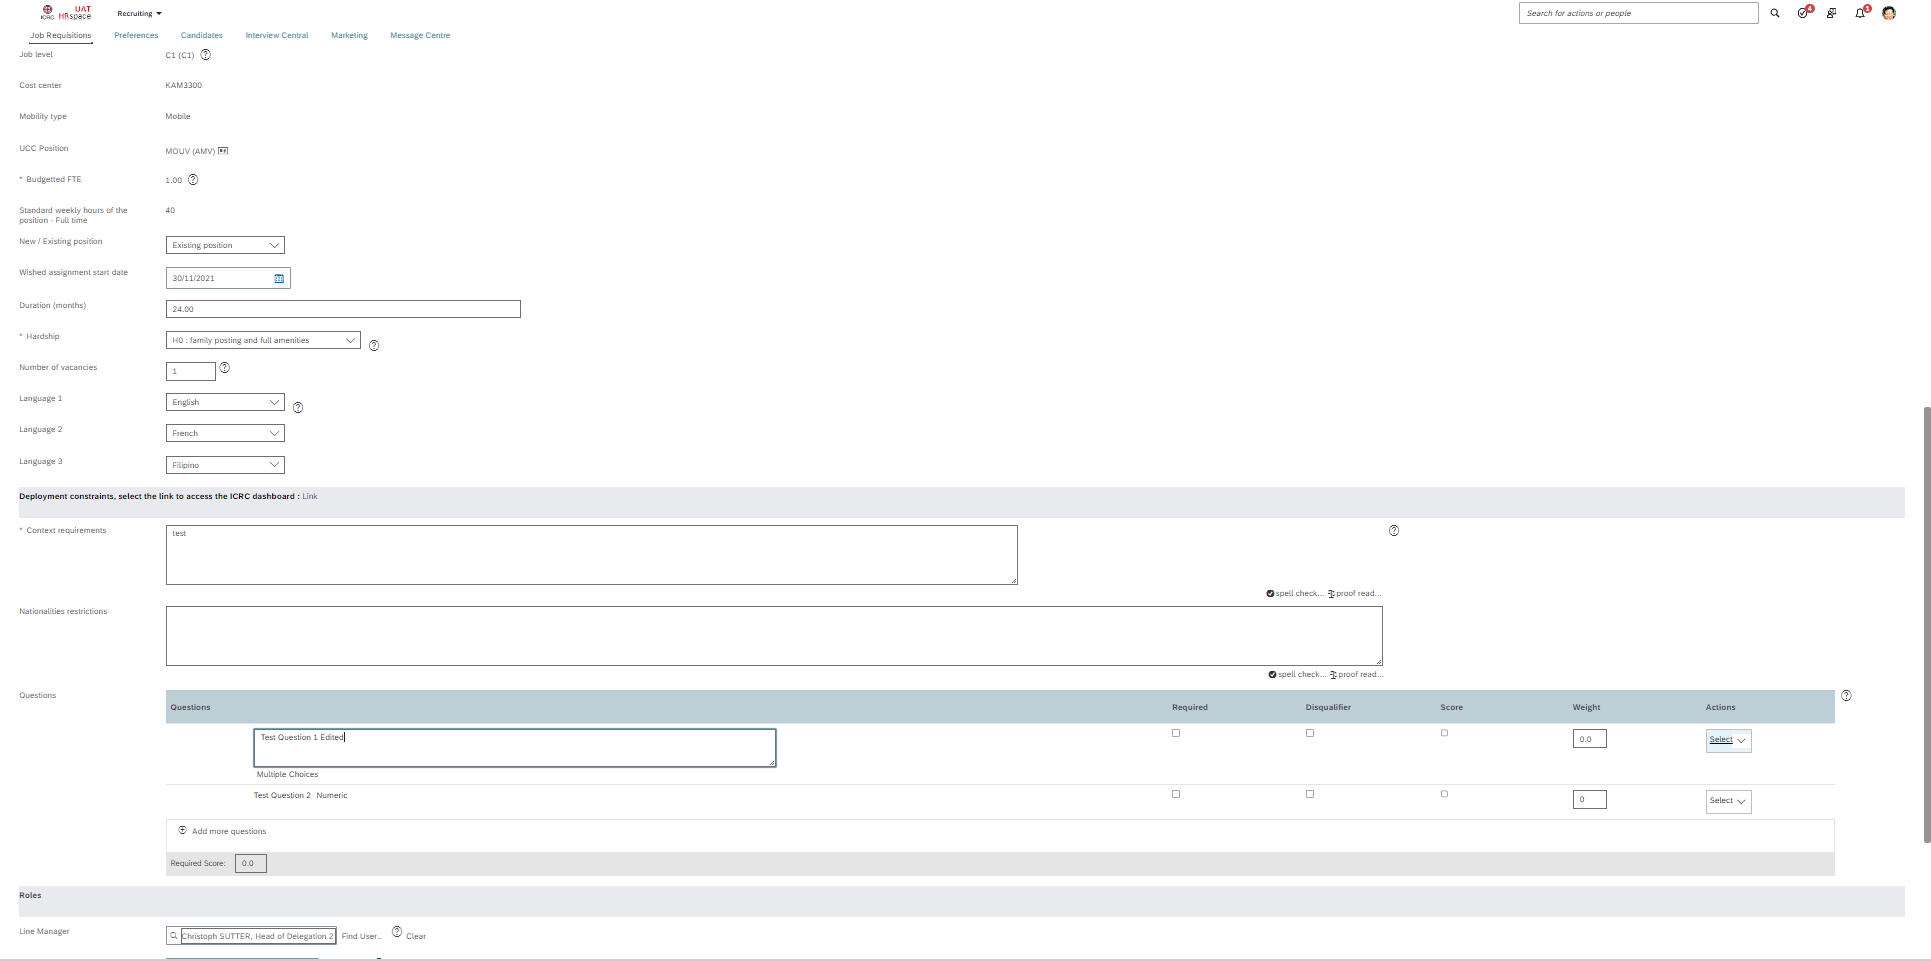 ICRC
UAT
HRspace
Recruiting
Search for actions or people
4
1
Job Requisitions
Preferences
Candidates
Interview Central
Marketing
Message Centre
Job level
C1 (C1)
Cost center
KAM3300
Mobility type
Mobile
UCC Position
MOUV (AMV)
* Budgetted FTE
1.00
Standard weekly hours of the
position - Full time
40
New / Existing position
Existing position
Wished assignment start date
30/11/2021
Duration (months)
24.00
* Hardship
H0 : family posting and full amenities
Number of vacancies
1
Language 1
English
Language 2
French
Language 3
Filipino
Deployment constraints, select the link to access the ICRC dashboard : Link
* Context requirements
test
spell check... proof read...
Nationalities restrictions
spell check... proof read...
Questions
Questions
Required
Disqualifier
Score
Weight
Actions
Test Question 1 Edited
Multiple Choices
0.0
Select
Test Question 2 Numeric
0
Select
Add more questions
Required Score: 0.0
Roles
Line Manager
Christoph SUTTER, Head of Delegation 2
Find User..
Clear